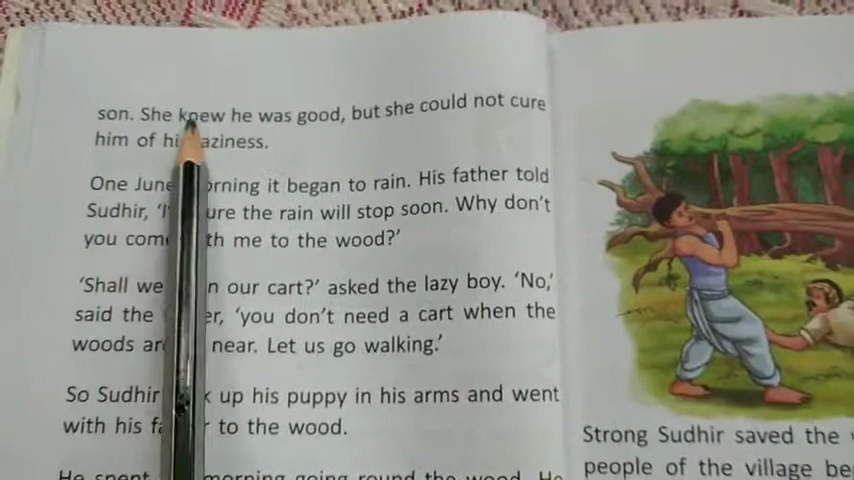 son. She knew he was good, but she could not cure
him of his laziness.
One June morning it began to rain. His father told
Sudhir, 'I'm sure the rain will stop soon. Why don't
you come with me to the wood?'
'Shall we in our cart?' asked the lazy boy. 'No,'
said the father, 'you don't need a cart when the
woods are near. Let us go walking.'
So Sudhir took up his puppy in his arms and went
with his father to the wood.
He spent morning going round the wood. He
Strong Sudhir saved the
people of the village